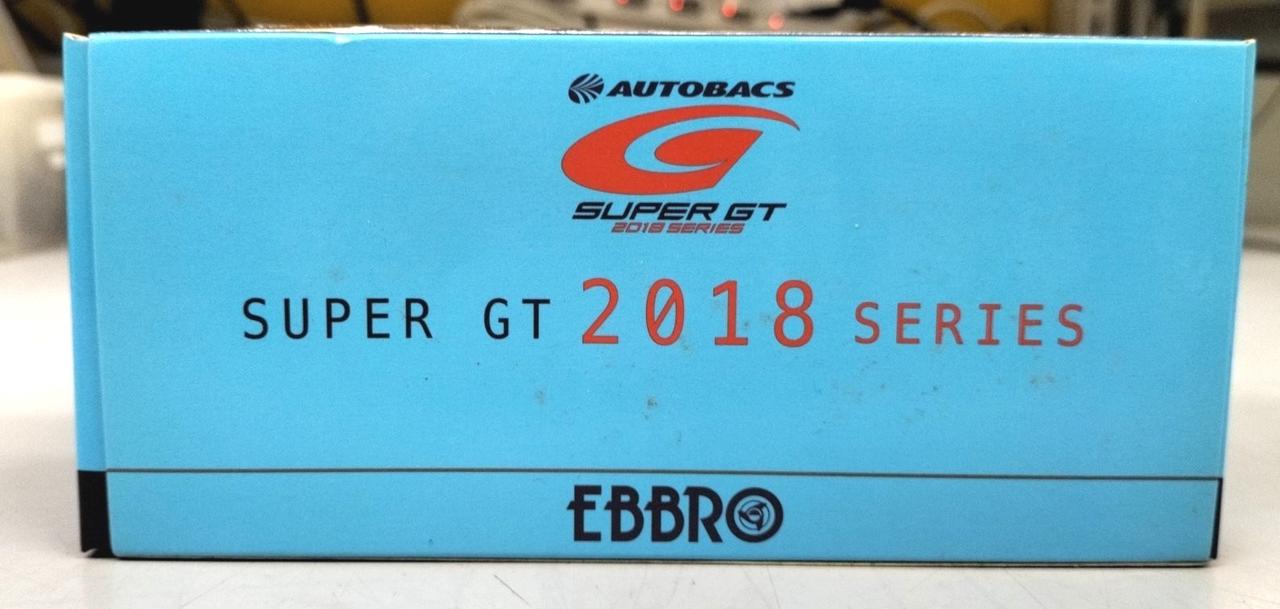 AUTOBACS
SUPER GT
2018 SERIES
SUPER GT 2018 SERIES
EBBRO